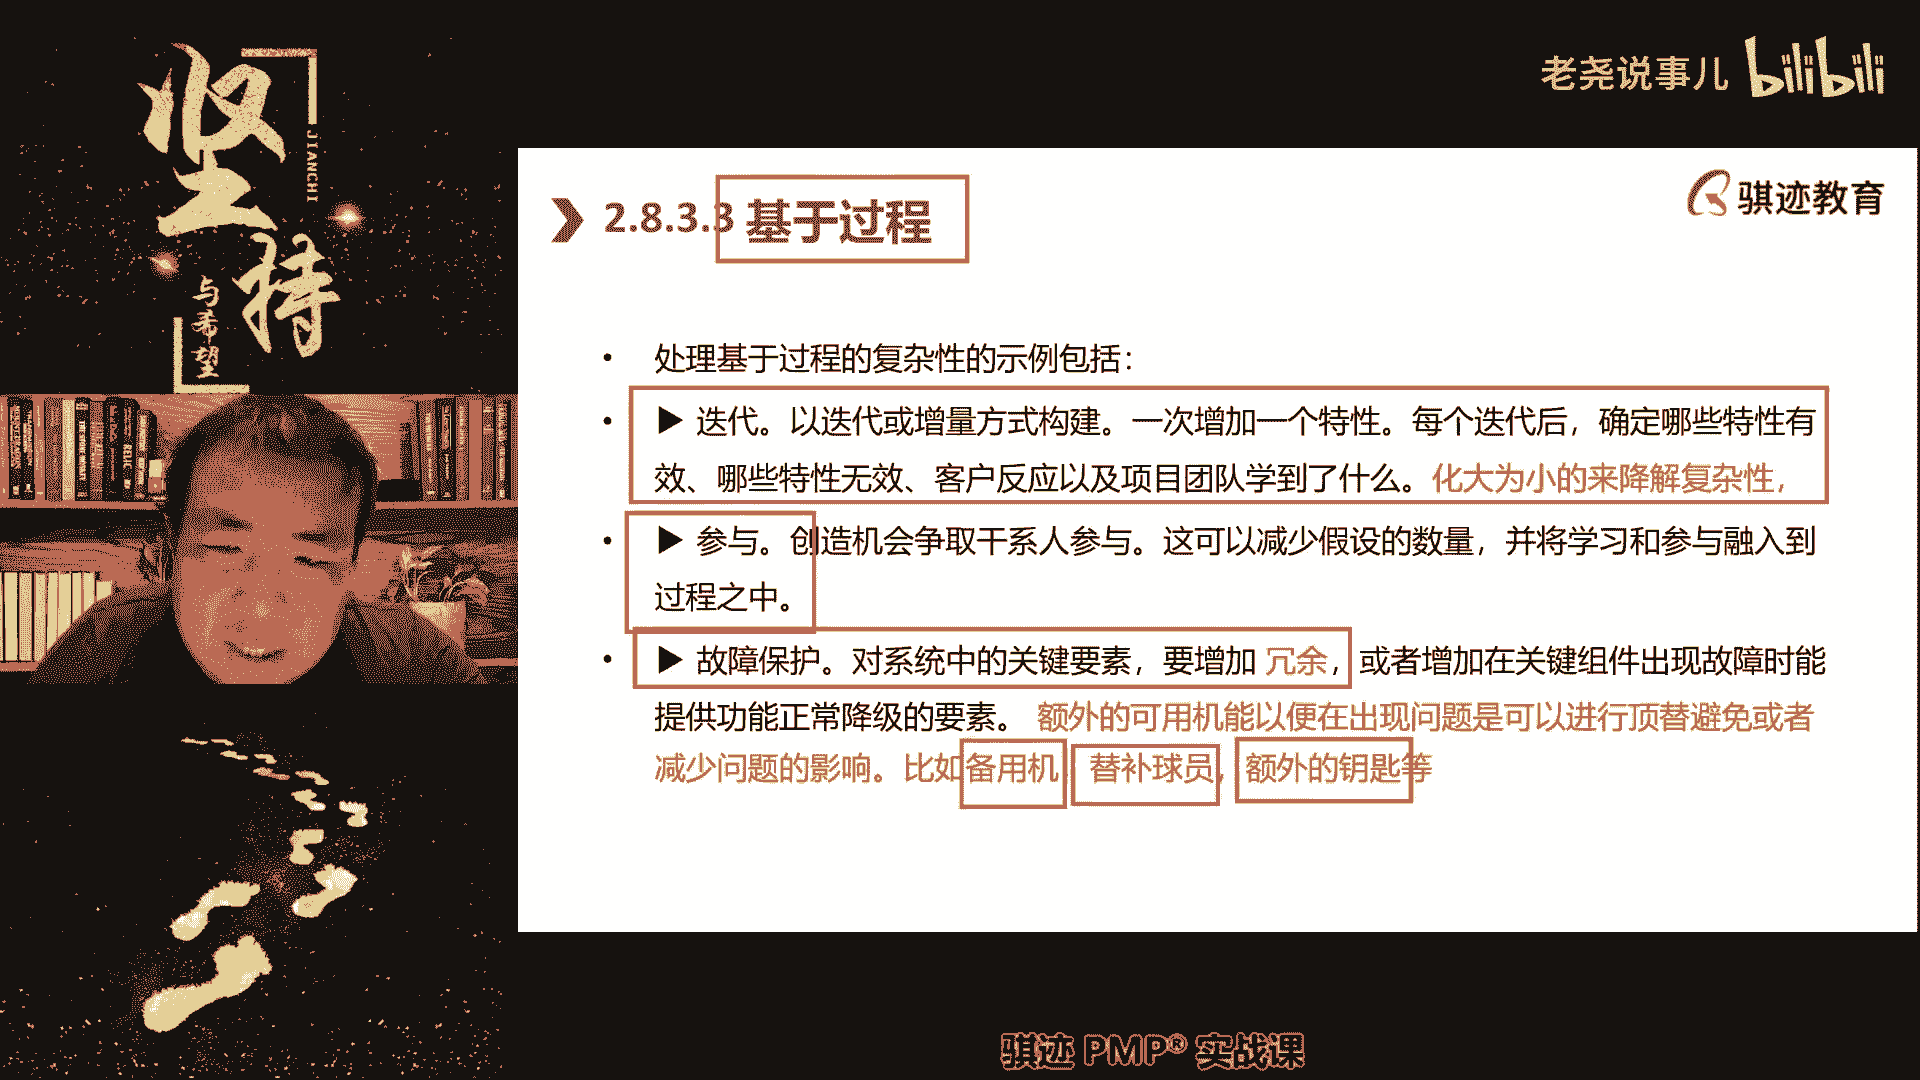 坚持
JIANCHI
与希望
老尧说事儿 bilibili
骐迹教育
2.8.3.3 基于过程
• 处理基于过程的复杂性的示例包括：
• ▶ 迭代。以迭代或增量方式构建。一次增加一个特性。每个迭代后，确定哪些特性有
效、哪些特性无效、客户反应以及项目团队学到了什么。化大为小的来降解复杂性，
• ▶ 参与。创造机会争取干系人参与。这可以减少假设的数量，并将学习和参与融入到
过程之中。
• ▶ 故障保护。对系统中的关键要素，要增加 冗余，或者增加在关键组件出现故障时能
提供功能正常降级的要素。 额外的可用机能以便在出现问题是可以进行顶替避免或者
减少问题的影响。比如备用机，替补球员，额外的钥匙等
骐迹 PMP® 实战课